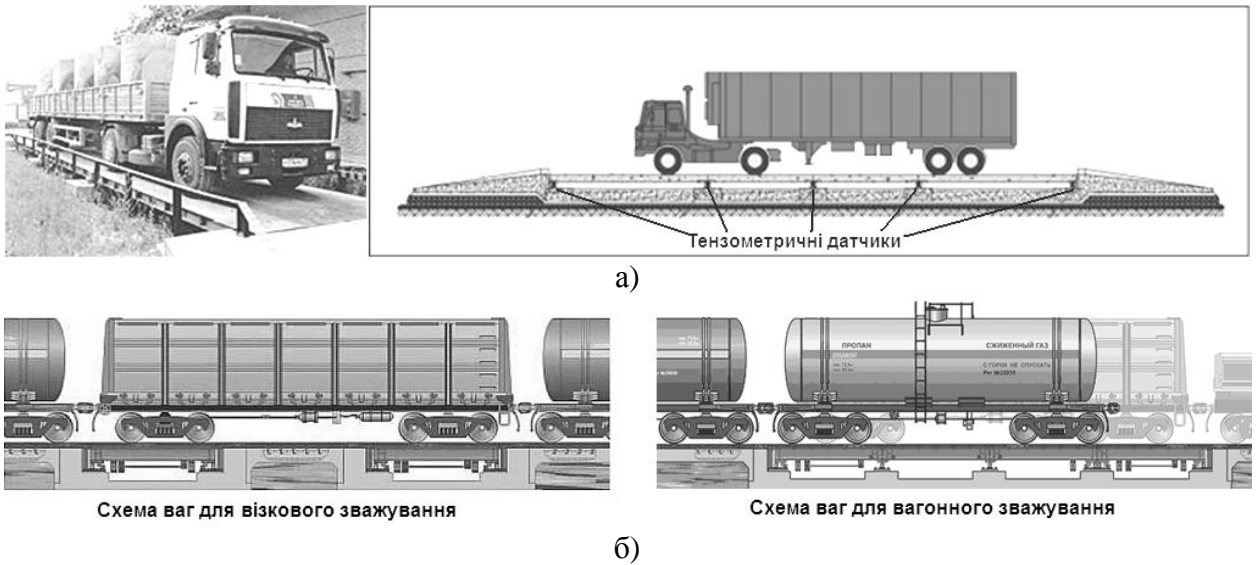 Тензометричні датчики
а)
ПРОПАН
СЖИЖЕННЫЙ ГАЗ
С ГОРКИ НЕ СПУСКАТЬ
Схема ваг для візкового зважування
Схема ваг для вагонного зважування
б)